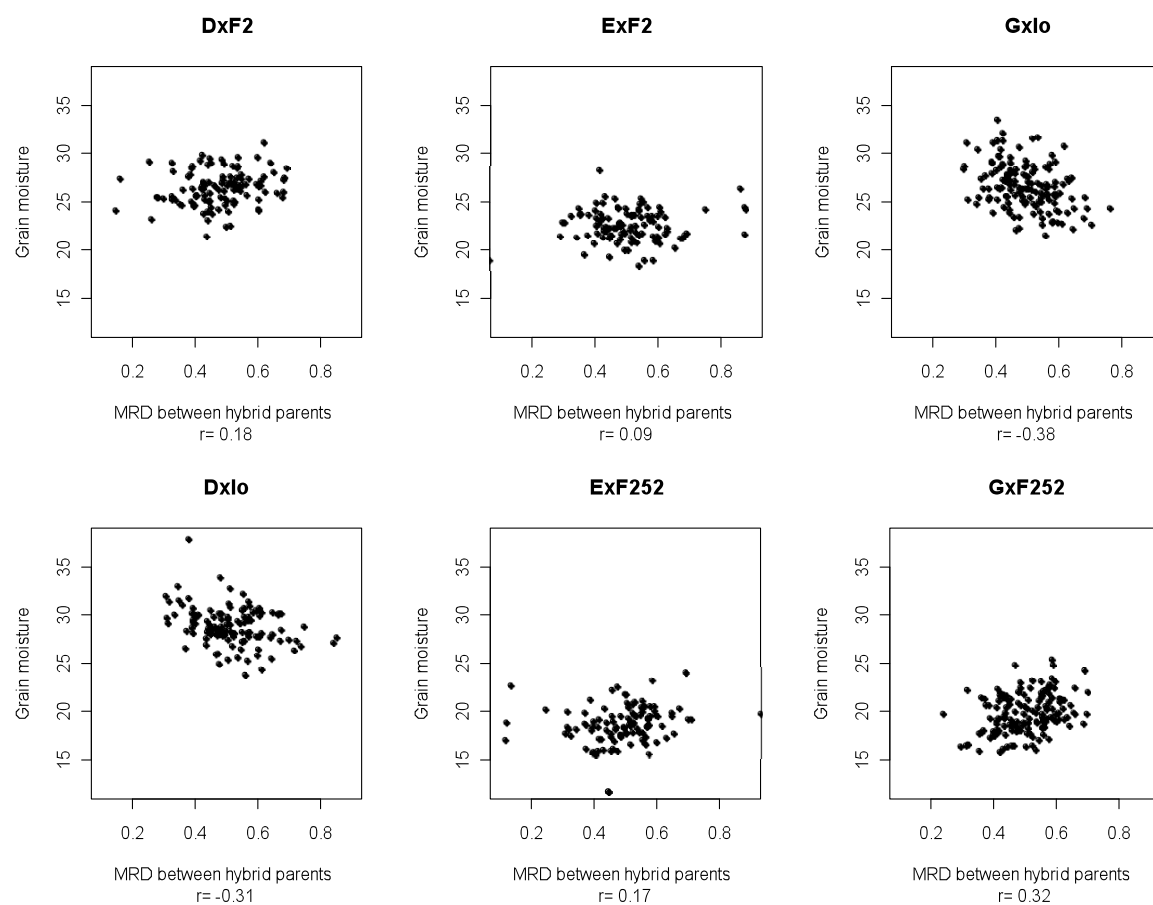 DxF2
ExF2
GxIo
Grain moisture
35
30
25
20
15
0.2 0.4 0.6 0.8
MRD between hybrid parents
r= 0.18
Grain moisture
35
30
25
20
15
0.2 0.4 0.6 0.8
MRD between hybrid parents
r= 0.09
Grain moisture
35
30
25
20
15
0.2 0.4 0.6 0.8
MRD between hybrid parents
r= -0.38
DxIo
ExF252
GxF252
Grain moisture
35
30
25
20
15
0.2 0.4 0.6 0.8
MRD between hybrid parents
r= -0.31
Grain moisture
35
30
25
20
15
0.2 0.4 0.6 0.8
MRD between hybrid parents
r= 0.17
Grain moisture
35
30
25
20
15
0.2 0.4 0.6 0.8
MRD between hybrid parents
r= 0.32